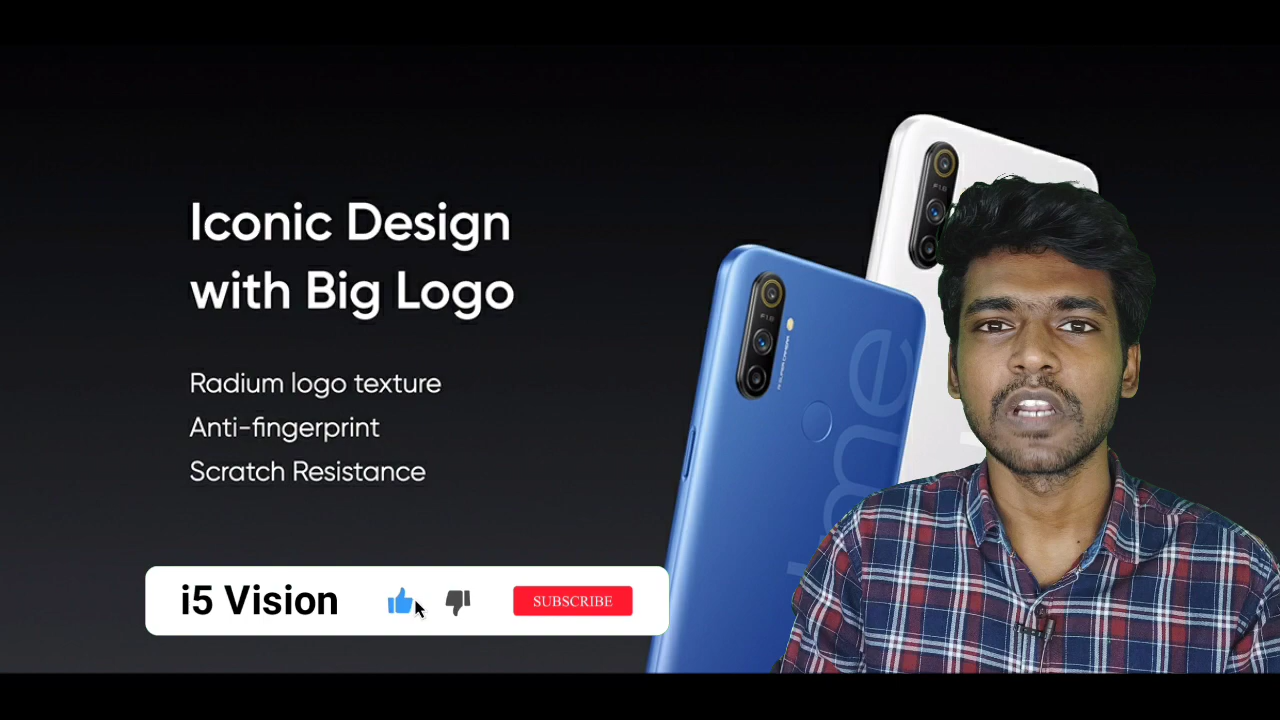 Iconic Design
with Big Logo
Radium logo texture
Anti-fingerprint
Scratch Resistance
i5 Vision
SUBSCRIBE